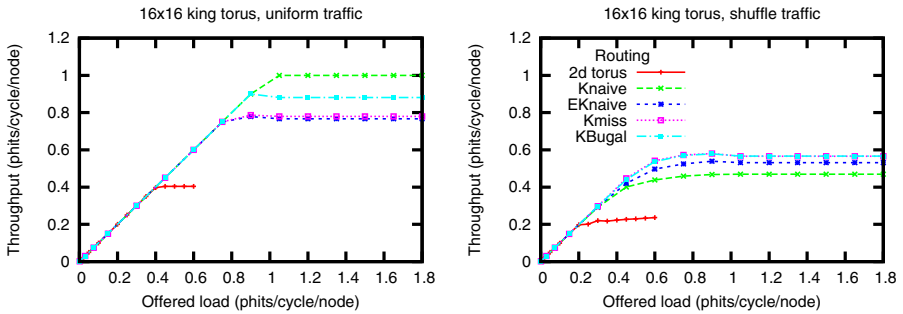 16x16 king torus, uniform traffic
Throughput (phits/cycle/node)
1.2
1
0.8
0.6
0.4
0.2
0
0 0.2 0.4 0.6 0.8 1 1.2 1.4 1.6 1.8
Offered load (phits/cycle/node)
16x16 king torus, shuffle traffic
Throughput (phits/cycle/node)
1.2
1
0.8
0.6
0.4
0.2
0
Routing
2d torus
Knaive
EKnaive
Kmiss
KBugal
0 0.2 0.4 0.6 0.8 1 1.2 1.4 1.6 1.8
Offered load (phits/cycle/node)